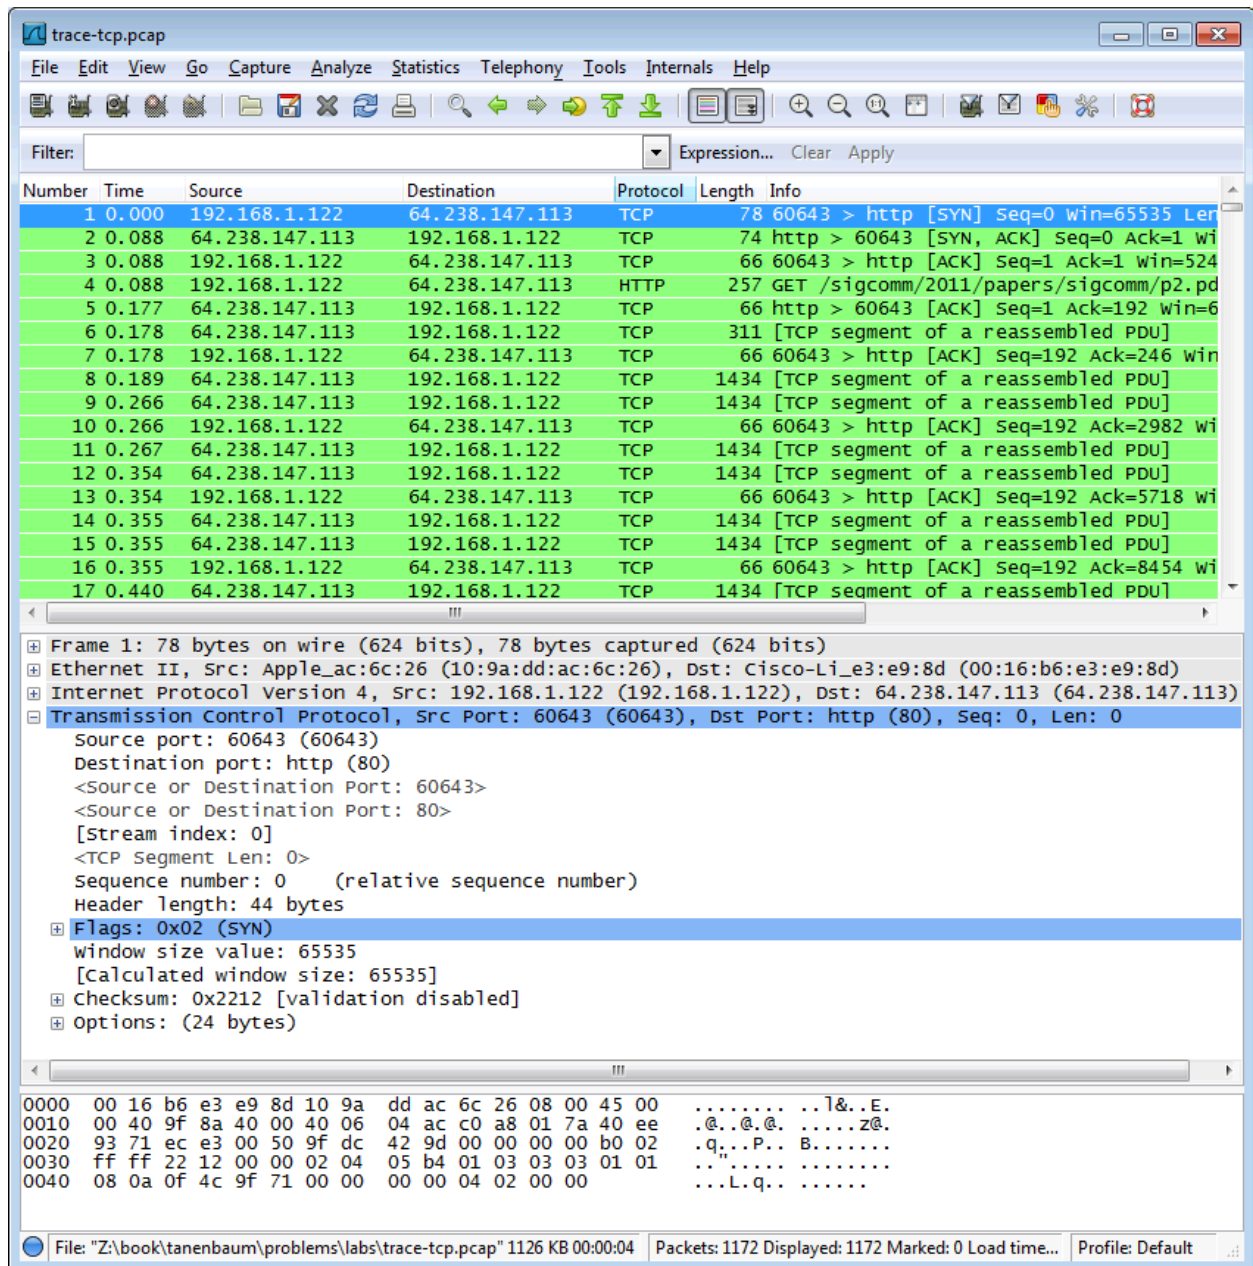 trace-tcp.pcap
File Edit View Go Capture Analyze Statistics Telephony Tools Internals Help
Filter: Expression... Clear Apply
Number Time Source Destination Protocol Length Info
1 0.000 192.168.1.122 64.238.147.113 TCP 78 60643 > http [SYN] Seq=0 Win=65535 Len
2 0.088 64.238.147.113 192.168.1.122 TCP 74 http > 60643 [SYN, ACK] Seq=0 Ack=1 Wi
3 0.088 192.168.1.122 64.238.147.113 TCP 66 60643 > http [ACK] Seq=1 Ack=1 Win=524
4 0.088 192.168.1.122 64.238.147.113 HTTP 257 GET /sigcomm/2011/papers/sigcomm/p2.pd
5 0.177 64.238.147.113 192.168.1.122 TCP 66 http > 60643 [ACK] Seq=1 Ack=192 Win=6
6 0.178 64.238.147.113 192.168.1.122 TCP 311 [TCP segment of a reassembled PDU]
7 0.178 192.168.1.122 64.238.147.113 TCP 66 60643 > http [ACK] Seq=192 Ack=246 Win
8 0.189 64.238.147.113 192.168.1.122 TCP 1434 [TCP segment of a reassembled PDU]
9 0.266 64.238.147.113 192.168.1.122 TCP 1434 [TCP segment of a reassembled PDU]
10 0.266 192.168.1.122 64.238.147.113 TCP 66 60643 > http [ACK] Seq=192 Ack=2982 Wi
11 0.267 64.238.147.113 192.168.1.122 TCP 1434 [TCP segment of a reassembled PDU]
12 0.354 64.238.147.113 192.168.1.122 TCP 1434 [TCP segment of a reassembled PDU]
13 0.354 192.168.1.122 64.238.147.113 TCP 66 60643 > http [ACK] Seq=192 Ack=5718 Wi
14 0.355 64.238.147.113 192.168.1.122 TCP 1434 [TCP segment of a reassembled PDU]
15 0.355 64.238.147.113 192.168.1.122 TCP 1434 [TCP segment of a reassembled PDU]
16 0.355 192.168.1.122 64.238.147.113 TCP 66 60643 > http [ACK] Seq=192 Ack=8454 Wi
17 0.440 64.238.147.113 192.168.1.122 TCP 1434 [TCP segment of a reassembled PDU]
Frame 1: 78 bytes on wire (624 bits), 78 bytes captured (624 bits)
Ethernet II, Src: Apple_ac:6c:26 (10:9a:dd:ac:6c:26), Dst: Cisco-Li_e3:e9:8d (00:16:b6:e3:e9:8d)
Internet Protocol Version 4, Src: 192.168.1.122 (192.168.1.122), Dst: 64.238.147.113 (64.238.147.113)
Transmission Control Protocol, Src Port: 60643 (60643), Dst Port: http (80), Seq: 0, Len: 0
Source port: 60643 (60643)
Destination port: http (80)
<Source or Destination Port: 60643>
<Source or Destination Port: 80>
[Stream index: 0]
<TCP Segment Len: 0>
Sequence number: 0 (relative sequence number)
Header length: 44 bytes
Flags: 0x02 (SYN)
Window size value: 65535
[Calculated window size: 65535]
Checksum: 0x2212 [validation disabled]
Options: (24 bytes)
0000 00 16 b6 e3 e9 8d 10 9a dd ac 6c 26 08 00 45 00 ........ ..l&..E.
0010 00 40 9f 8a 40 00 40 06 04 ac c0 a8 01 7a 40 ee .@..@.@. .....z@.
0020 93 71 ec e3 00 50 9f dc 42 9d 00 00 00 00 b0 02 .q...P.. B.......
0030 ff ff 22 12 00 00 02 04 05 b4 01 03 03 03 01 01 .."..... ........
0040 08 0a 0f 4c 9f 71 00 00 00 00 04 02 00 00 ...L.q.. ......
File: "Z:\book\tanenbaum\problems\labs\trace-tcp.pcap" 1126 KB 00:00:04 Packets: 1172 Displayed: 1172 Marked: 0 Load time... Profile: Default